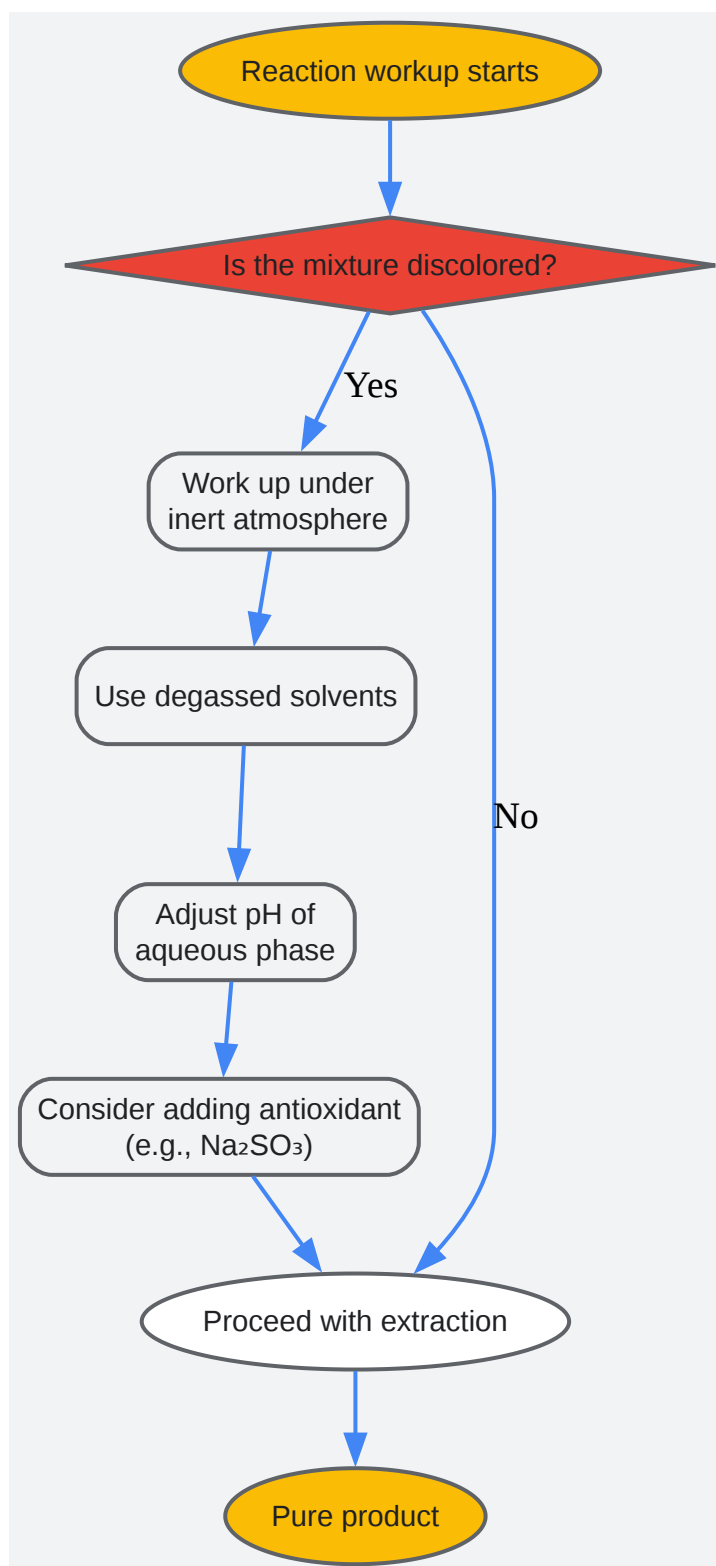 Reaction workup starts
Is the mixture discolored?
Yes
Work up under
inert atmosphere
Use degassed solvents
No
Adjust pH of
aqueous phase
Consider adding antioxidant
(e.g., Na₂SO₃)
Proceed with extraction
Pure product